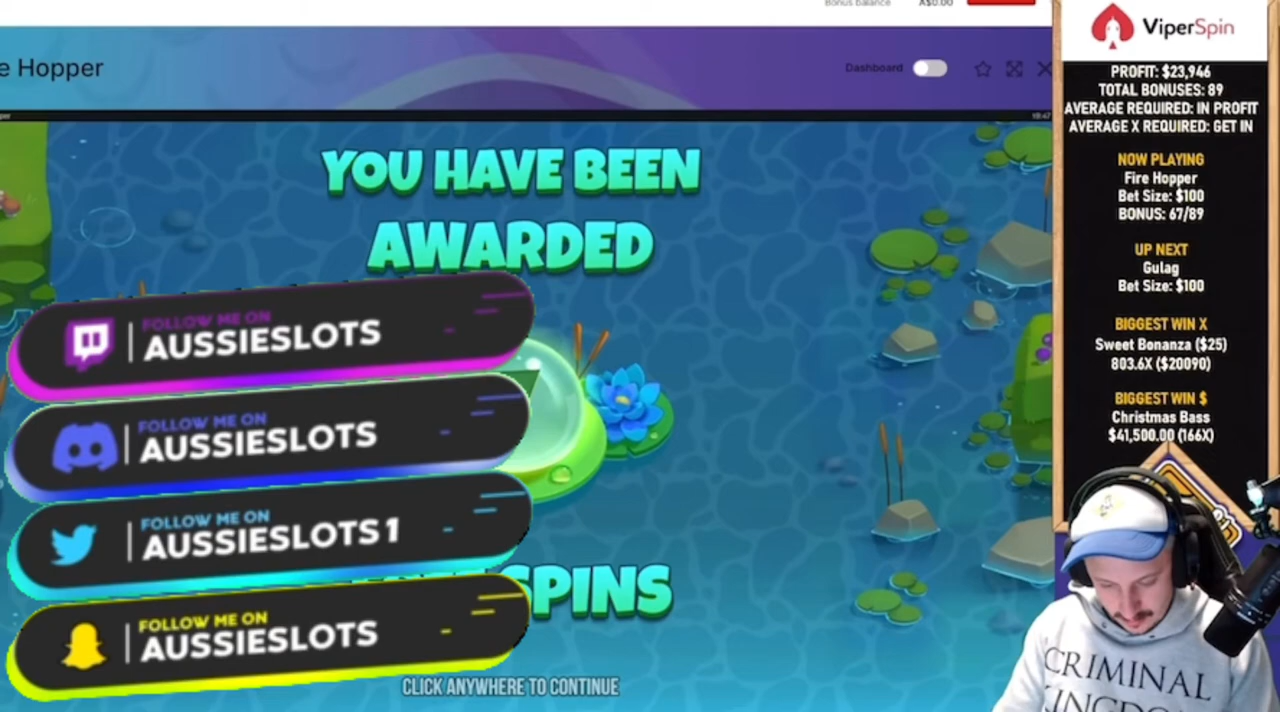 Bonus balance
A$0.00
e Hopper
Dashboard
18:47
YOU HAVE BEEN
AWARDED
FOLLOW ME ON
AUSSIESLOTS
FOLLOW ME ON
AUSSIESLOTS
FOLLOW ME ON
AUSSIESLOTS1
FOLLOW ME ON
AUSSIESLOTS
SPINS
CLICK ANYWHERE TO CONTINUE
ViperSpin
PROFIT: $23,946
TOTAL BONUSES: 89
AVERAGE REQUIRED: IN PROFIT
AVERAGE X REQUIRED: GET IN
NOW PLAYING
Fire Hopper
Bet Size: $100
BONUS: 67/89
UP NEXT
Gulag
Bet Size: $100
BIGGEST WIN X
Sweet Bonanza ($25)
803.6X ($20090)
BIGGEST WIN $
Christmas Bass
$41,500.00 (166X)
CRIMINAL
KINGDOM